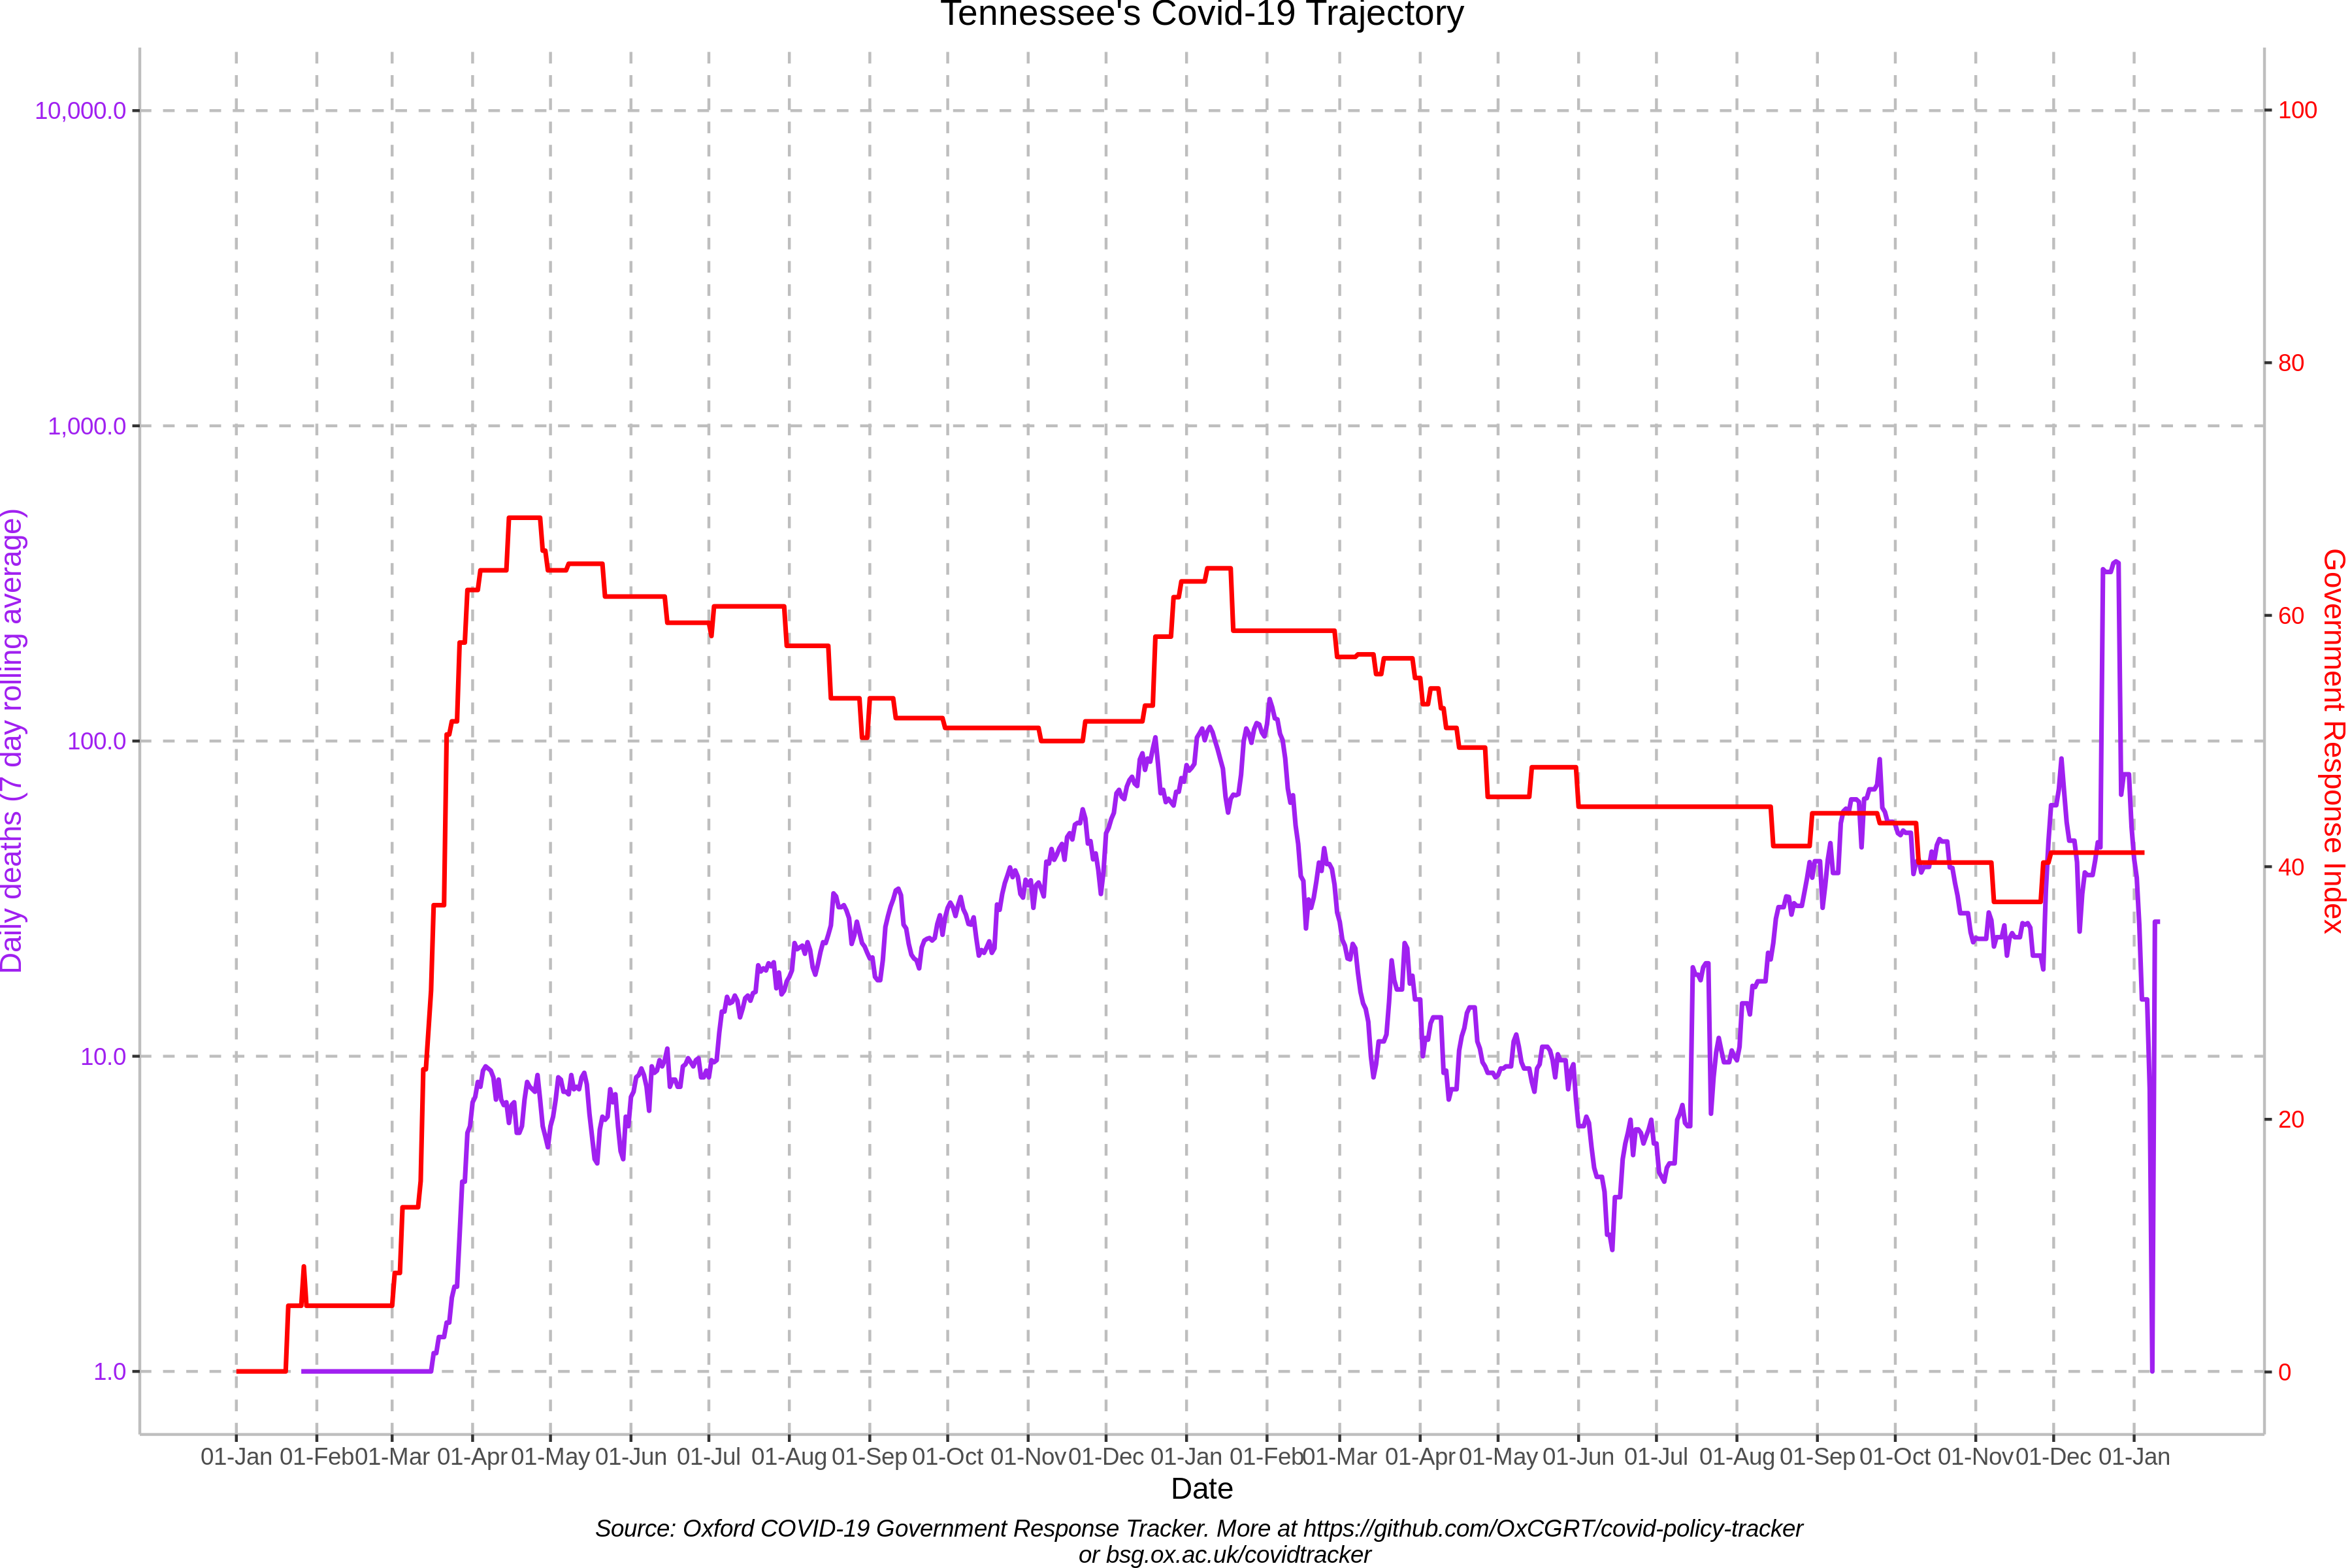 Tennessee's Covid-19 Trajectory
10,000.0
1,000.0
100.0
10.0
1.0
Daily deaths (7 day rolling average)
100
80
60
40
20
0
Government Response Index
01-Jan 01-Feb 01-Mar 01-Apr 01-May 01-Jun 01-Jul 01-Aug 01-Sep 01-Oct 01-Nov 01-Dec 01-Jan 01-Feb 01-Mar 01-Apr 01-May 01-Jun 01-Jul 01-Aug 01-Sep 01-Oct 01-Nov 01-Dec 01-Jan
Date
Source: Oxford COVID-19 Government Response Tracker. More at https://github.com/OxCGRT/covid-policy-tracker
or bsg.ox.ac.uk/covidtracker